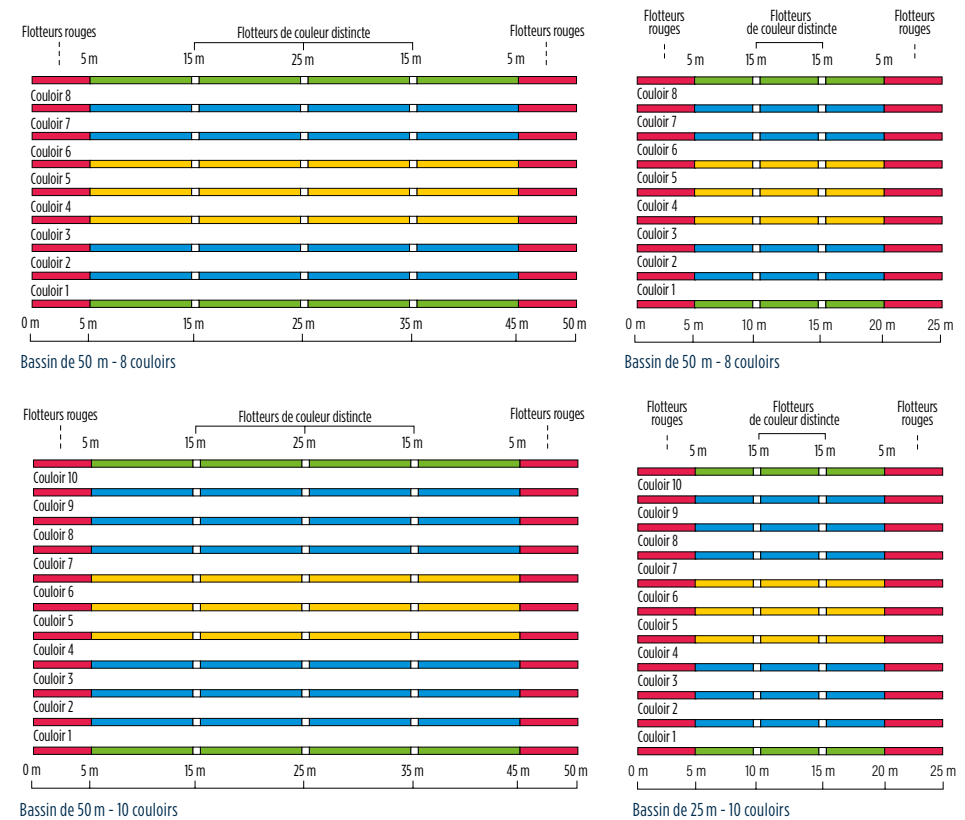 Flotteurs rouges
Flotteurs de couleur distincte
Flotteurs rouges
5 m
15 m
25 m
15 m
5 m
Couloir 8
Couloir 7
Couloir 6
Couloir 5
Couloir 4
Couloir 3
Couloir 2
Couloir 1
0 m
5 m
15 m
25 m
35 m
45 m
50 m
Bassin de 50 m - 8 couloirs
Flotteurs
rouges
Flotteurs
de couleur distincte
Flotteurs
rouges
5 m
15 m
15 m
5 m
Couloir 8
Couloir 7
Couloir 6
Couloir 5
Couloir 4
Couloir 3
Couloir 2
Couloir 1
0 m
5 m
10 m
15 m
20 m
25 m
Bassin de 50 m - 8 couloirs
Flotteurs rouges
Flotteurs de couleur distincte
Flotteurs rouges
5 m
15 m
25 m
15 m
5 m
Couloir 10
Couloir 9
Couloir 8
Couloir 7
Couloir 6
Couloir 5
Couloir 4
Couloir 3
Couloir 2
Couloir 1
0 m
5 m
15 m
25 m
35 m
45 m
50 m
Bassin de 50 m - 10 couloirs
Flotteurs
rouges
Flotteurs
de couleur distincte
Flotteurs
rouges
5 m
15 m
15 m
5 m
Couloir 10
Couloir 9
Couloir 8
Couloir 7
Couloir 6
Couloir 5
Couloir 4
Couloir 3
Couloir 2
Couloir 1
0 m
5 m
10 m
15 m
20 m
25 m
Bassin de 25 m - 10 couloirs